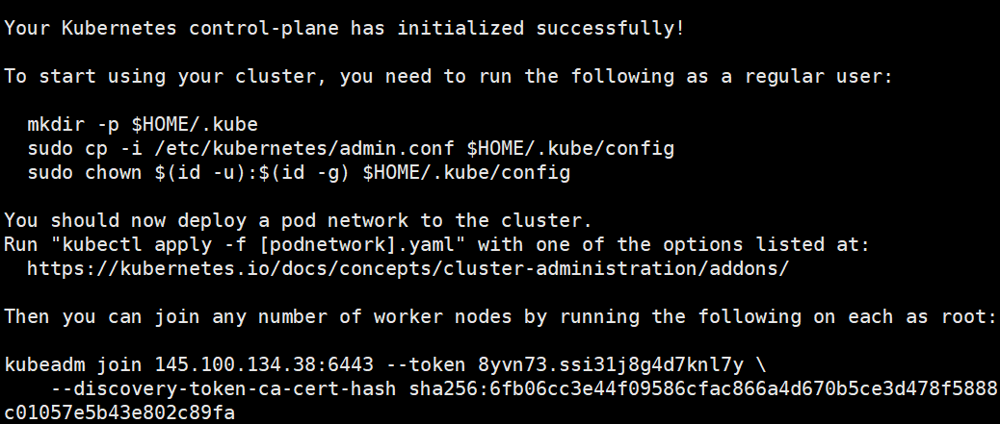 Your Kubernetes control-plane has initialized successfully!
To start using your cluster, you need to run the following as a regular user:
mkdir -p $HOME/.kube
sudo cp -i /etc/kubernetes/admin.conf $HOME/.kube/config
sudo chown $(id -u):$(id -g) $HOME/.kube/config
You should now deploy a pod network to the cluster.
Run "kubectl apply -f [podnetwork].yaml" with one of the options listed at:
https://kubernetes.io/docs/concepts/cluster-administration/addons/
Then you can join any number of worker nodes by running the following on each as root:
kubeadm join 145.100.134.38:6443 --token 8yvn73.ssi31j8g4d7knl7y \
--discovery-token-ca-cert-hash sha256:6fb06cc3e44f09586cfac866a4d670b5ce3d478f5888
c01057e5b43e802c89fa